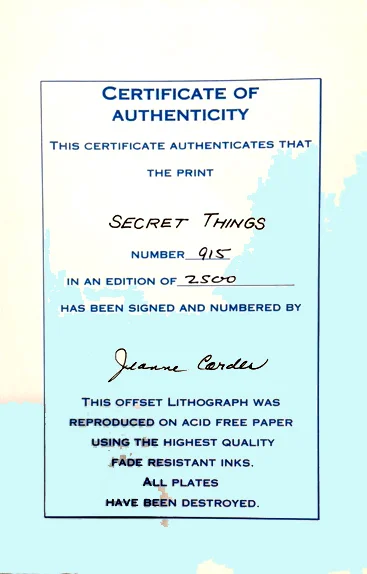 CERTIFICATE OF
AUTHENTICITY
THIS CERTIFICATE AUTHENTICATES THAT
THE PRINT
SECRET THINGS
NUMBER 915
IN AN EDITION OF 2500
HAS BEEN SIGNED AND NUMBERED BY
Jeanne Corder
THIS OFFSET LITHOGRAPH WAS
REPRODUCED ON ACID FREE PAPER
USING THE HIGHEST QUALITY
FADE RESISTANT INKS.
ALL PLATES
HAVE BEEN DESTROYED.